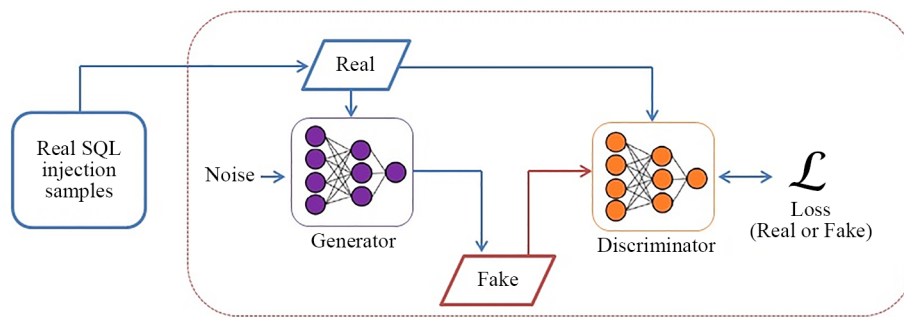 Real
Real SQL
injection
samples
Noise
Generator
Fake
Discriminator
ℒ
Loss
(Real or Fake)